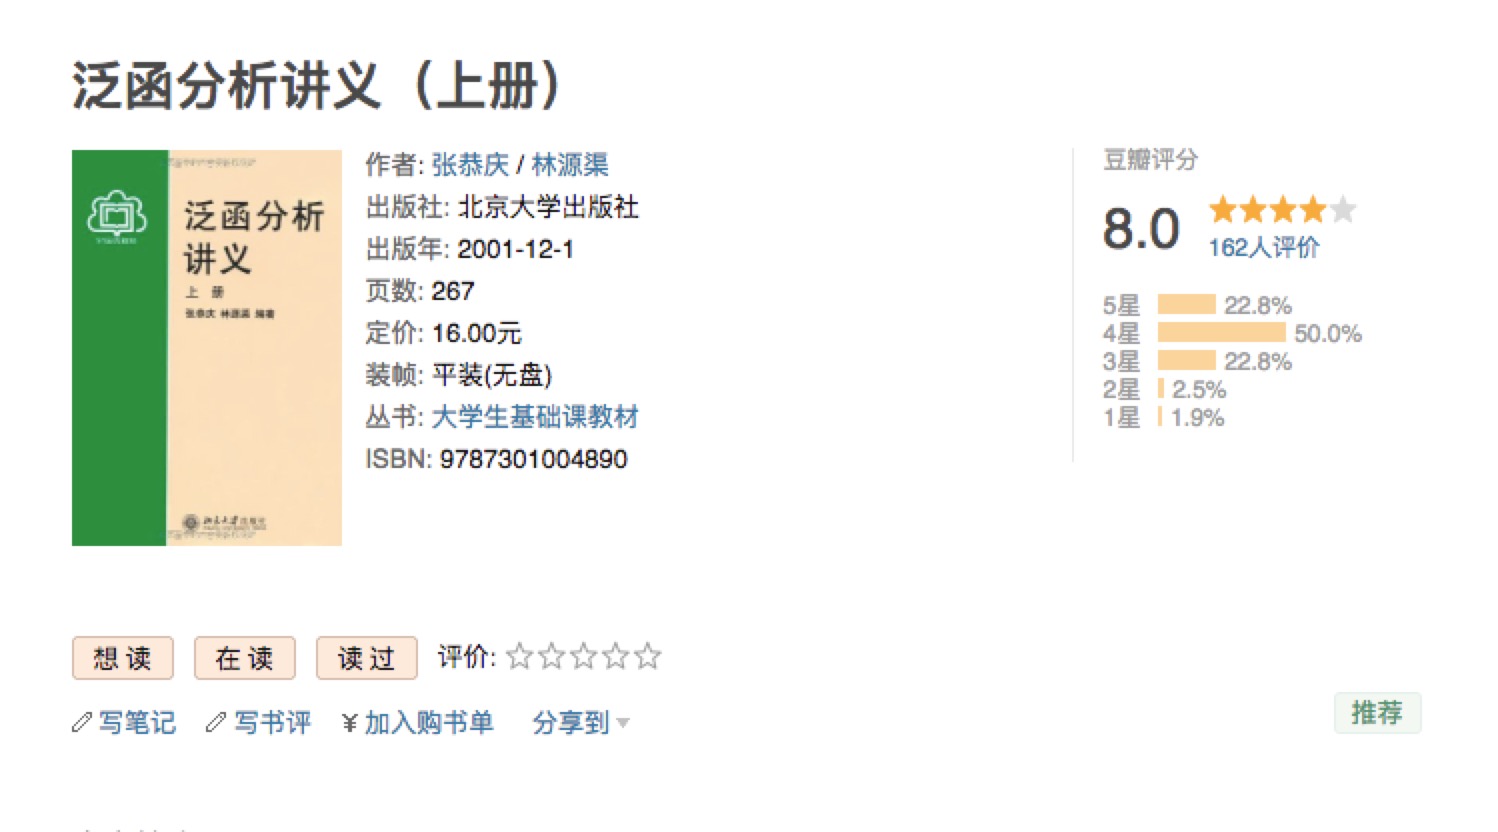 泛函分析讲义（上册）
泛函分析
讲义
上 册
张恭庆 林源渠 编著
作者: 张恭庆 / 林源渠
出版社: 北京大学出版社
出版年: 2001-12-1
页数: 267
定价: 16.00元
装帧: 平装(无盘)
丛书: 大学生基础课教材
ISBN: 9787301004890
豆瓣评分
8.0
162人评价
5星 22.8%
4星 50.0%
3星 22.8%
2星 2.5%
1星 1.9%
想读 在读 读过 评价:
写笔记 写书评 ¥ 加入购书单 分享到
推荐